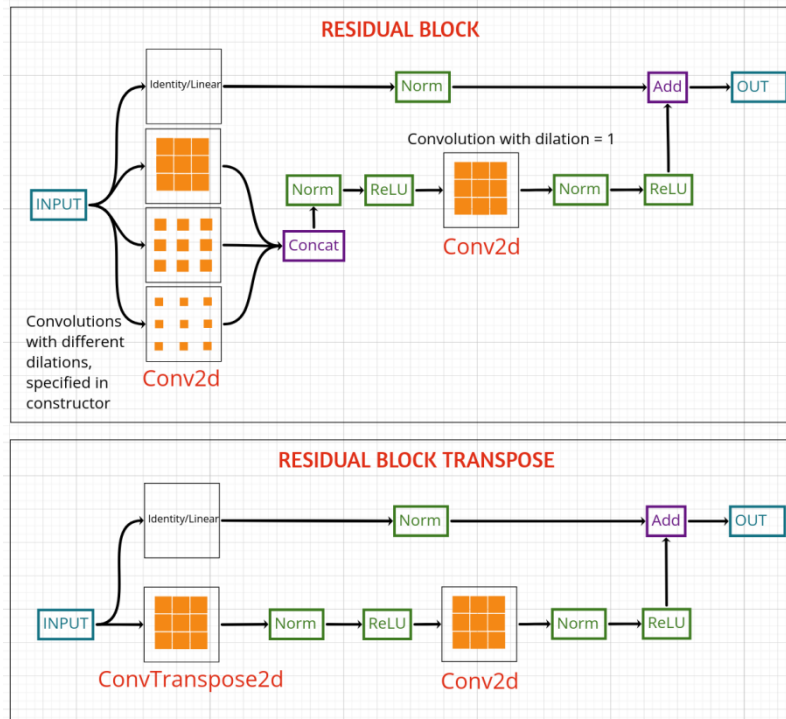 RESIDUAL BLOCK
Identity/Linear
Norm
Add
OUT
Convolution with dilation = 1
INPUT
Norm
ReLU
Norm
ReLU
Concat
Conv2d
Convolutions
with different
dilations,
specified in
constructor
Conv2d
RESIDUAL BLOCK TRANSPOSE
Identity/Linear
Norm
Add
OUT
INPUT
Norm
ReLU
Norm
ReLU
ConvTranspose2d
Conv2d